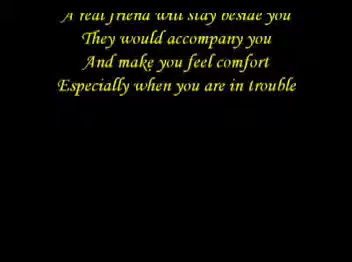 A real friend will stay beside you
They would accompany you
And make you feel comfort
Especially when you are in trouble